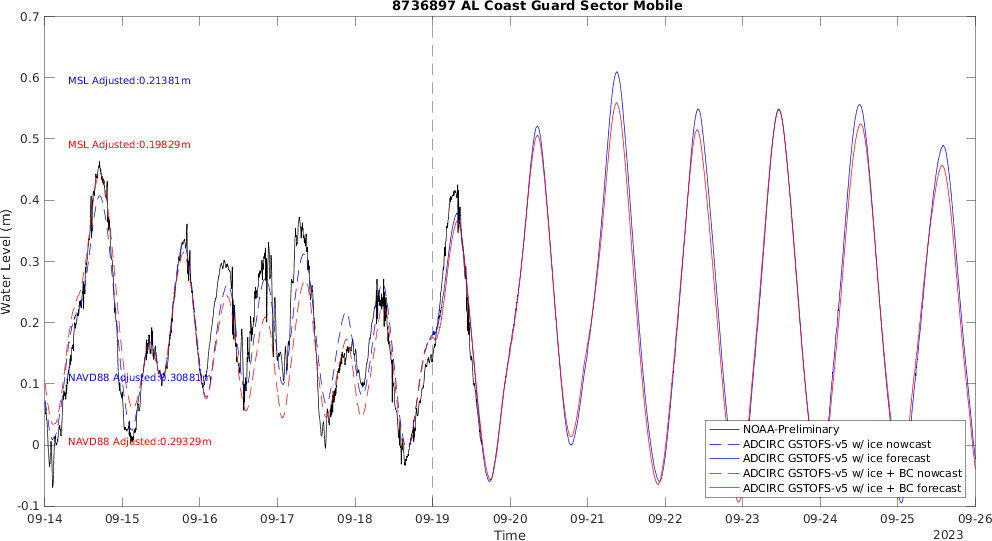 8736897 AL Coast Guard Sector Mobile
0.7
0.6
0.5
0.4
0.3
0.2
0.1
0
-0.1
Water Level (m)
MSL Adjusted:0.21381m
MSL Adjusted:0.19829m
NAVD88 Adjusted:0.30881m
NAVD88 Adjusted:0.29329m
NOAA-Preliminary
ADCIRC GSTOFS-v5 w/ ice nowcast
ADCIRC GSTOFS-v5 w/ ice forecast
ADCIRC GSTOFS-v5 w/ ice + BC nowcast
ADCIRC GSTOFS-v5 w/ ice + BC forecast
09-14 09-15 09-16 09-17 09-18 09-19 09-20 09-21 09-22 09-23 09-24 09-25 09-26
Time
2023